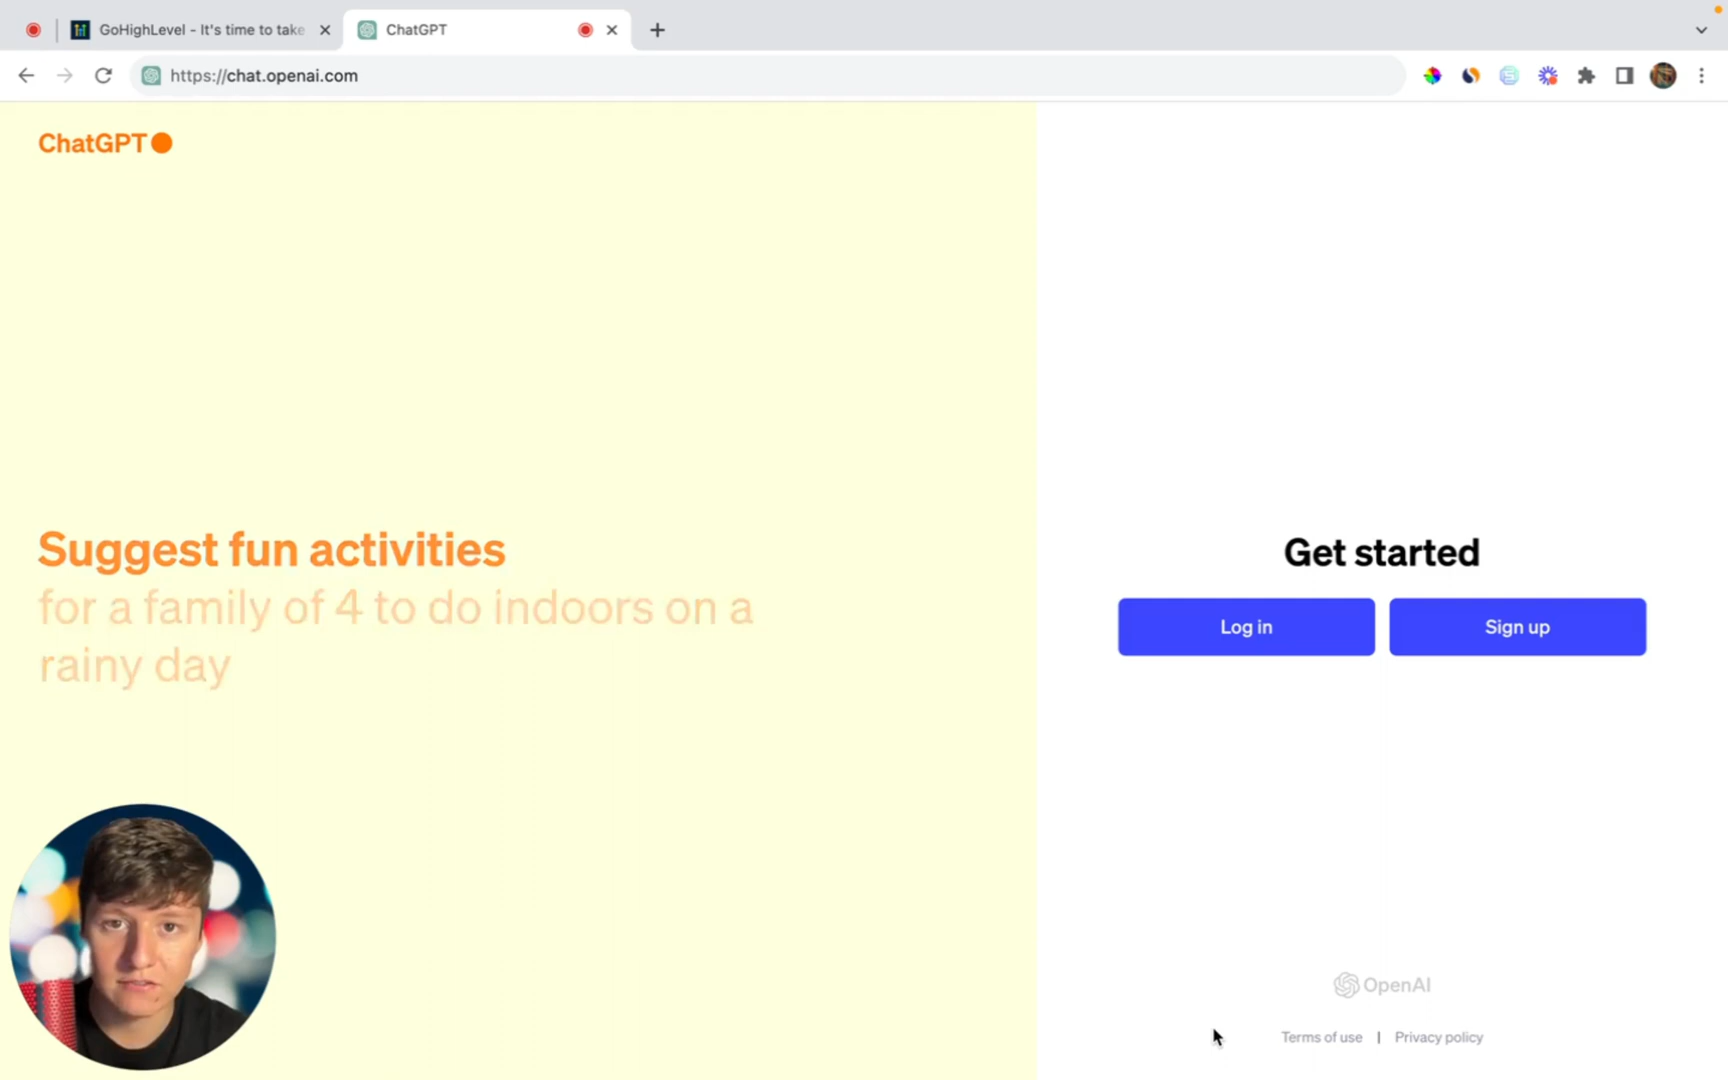 GoHighLevel - It's time to take
ChatGPT
https://chat.openai.com
ChatGPT
Suggest fun activities
for a family of 4 to do indoors on a
rainy day
Get started
Log in
Sign up
OpenAI
Terms of use | Privacy policy